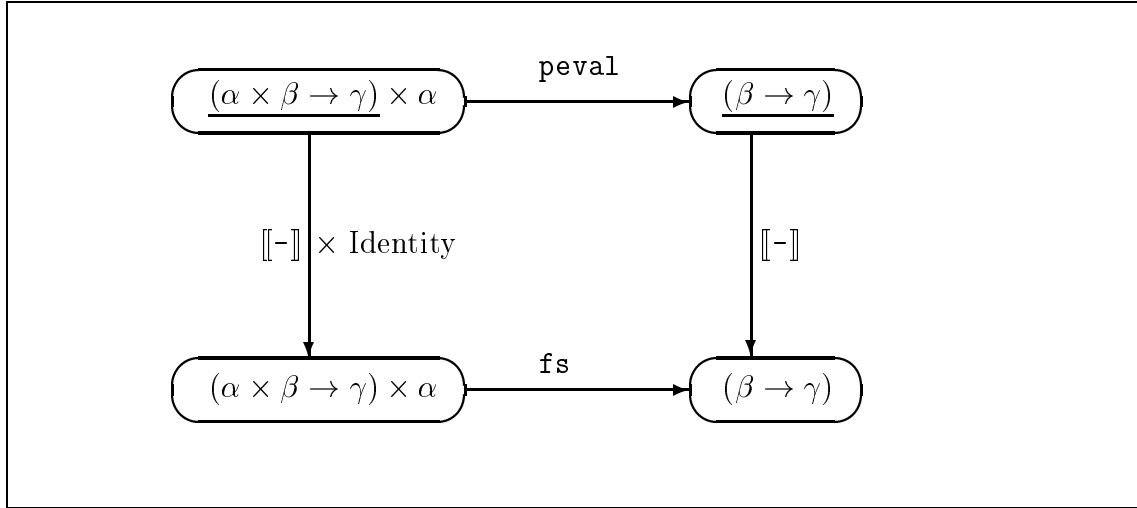 peval
(α × β → γ) × α
(β → γ)
⟦-⟧ × Identity
⟦-⟧
fs
(α × β → γ) × α
(β → γ)